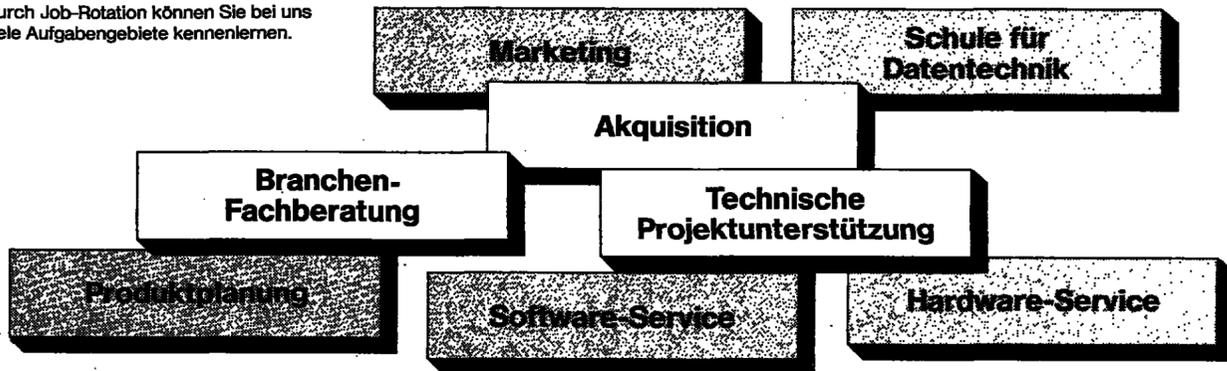 urch Job-Rotation können Sie bei uns
ele Aufgabengebiete kennenlernen.
Marketing
Schule für
Datentechnik
Akquisition
Branchen-
Fachberatung
Technische
Projektunterstützung
Produktplanung
Software-Service
Hardware-Service